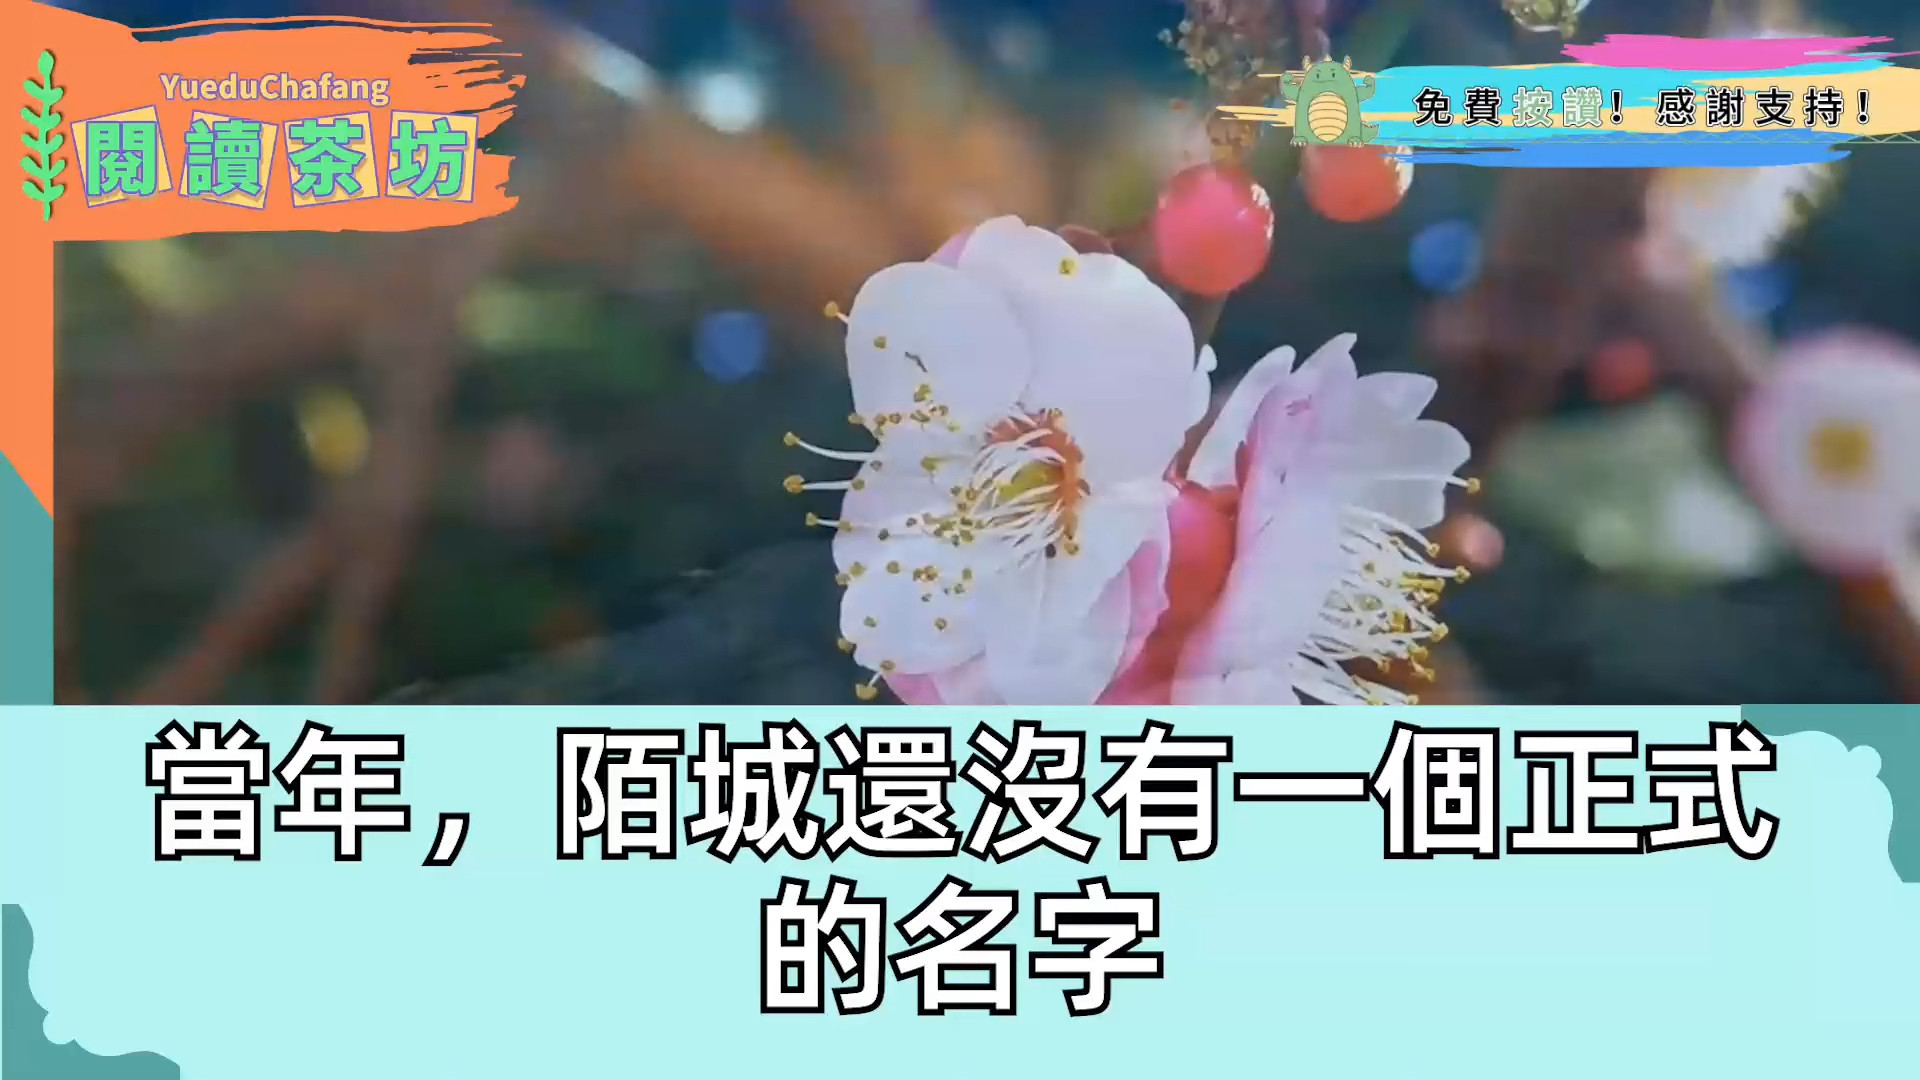 YueduChafang
閱讀茶坊
免費按讚!感謝支持!
當年,陌城還沒有一個正式
的名字